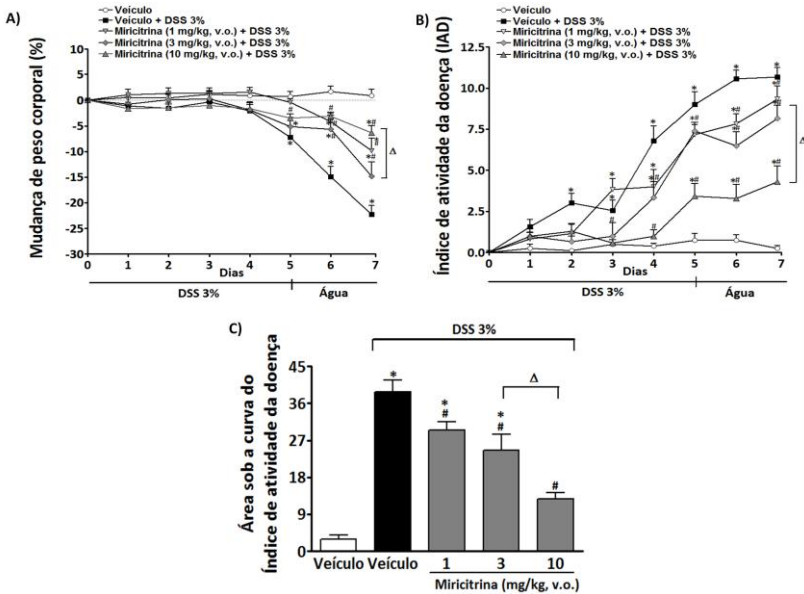 A)
Veículo
Veículo + DSS 3%
Miricitrina (1 mg/kg, v.o.) + DSS 3%
Miricitrina (3 mg/kg, v.o.) + DSS 3%
Miricitrina (10 mg/kg, v.o.) + DSS 3%
Mudança de peso corporal (%)
10
5
0
-5
-10
-15
-20
-25
-30
0 1 2 3 4 5 6 7
Dias
DSS 3% Água
* # *# Δ
B)
Veículo
Veículo + DSS 3%
Miricitrina (1 mg/kg, v.o.) + DSS 3%
Miricitrina (3 mg/kg, v.o.) + DSS 3%
Miricitrina (10 mg/kg, v.o.) + DSS 3%
Índice de atividade da doença (IAD)
12.5
10.0
7.5
5.0
2.5
0.0
0 1 2 3 4 5 6 7
Dias
DSS 3% Água
* # *# Δ
C)
DSS 3%
Área sob a curva do
Índice de atividade da doença
45
36
27
18
9
0
* * # * # # Δ
Veículo Veículo 1 3 10
Miricitrina (mg/kg, v.o.)